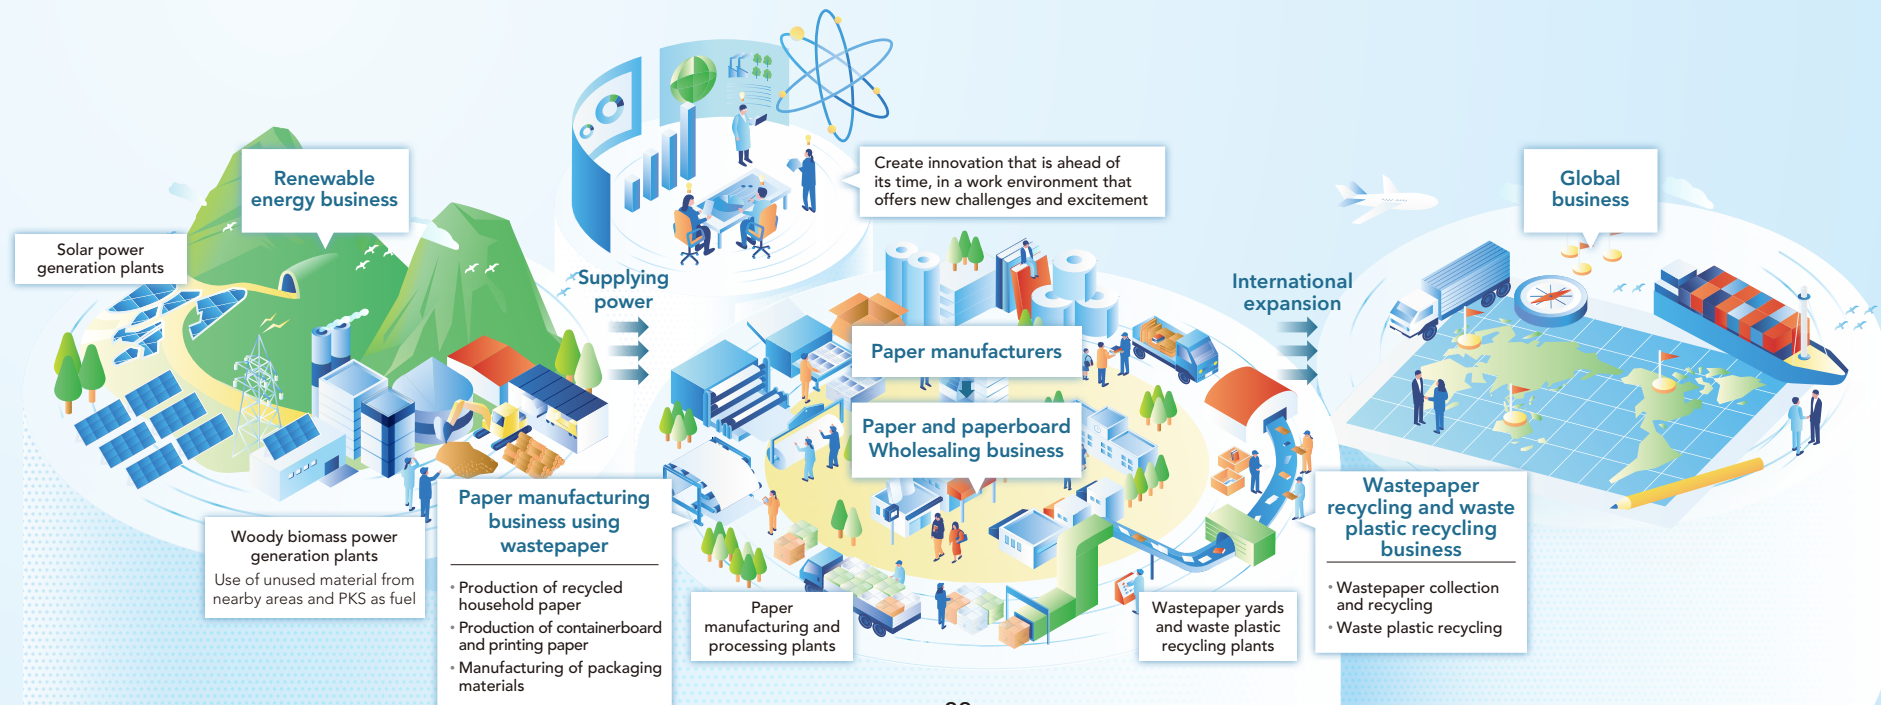 Renewable
energy business
Solar power
generation plants
Woody biomass power
generation plants
Use of unused material from
nearby areas and PKS as fuel
Supplying
power
Create innovation that is ahead of
its time, in a work environment that
offers new challenges and excitement
Paper manufacturers
Paper and paperboard
Wholesaling business
Paper manufacturing
business using
wastepaper
• Production of recycled
household paper
• Production of containerboard
and printing paper
• Manufacturing of packaging
materials
Paper
manufacturing and
processing plants
Wastepaper yards
and waste plastic
recycling plants
Wastepaper
recycling and waste
plastic recycling
business
• Wastepaper collection
and recycling
• Waste plastic recycling
International
expansion
Global
business